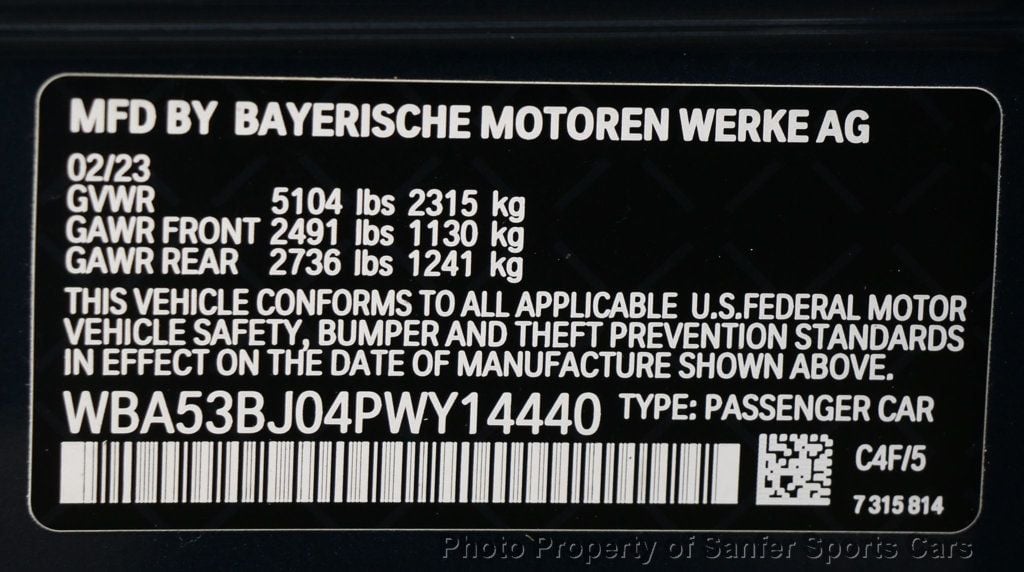 MFD BY BAYERISCHE MOTOREN WERKE AG
02/23
GVWR 5104 lbs 2315 kg
GAWR FRONT 2491 lbs 1130 kg
GAWR REAR 2736 lbs 1241 kg
THIS VEHICLE CONFORMS TO ALL APPLICABLE U.S.FEDERAL MOTOR
VEHICLE SAFETY, BUMPER AND THEFT PREVENTION STANDARDS
IN EFFECT ON THE DATE OF MANUFACTURE SHOWN ABOVE.
WBA53BJ04PWY14440 TYPE: PASSENGER CAR
C4F/5
7315814
Photo Property of Sanfer Sports Cars